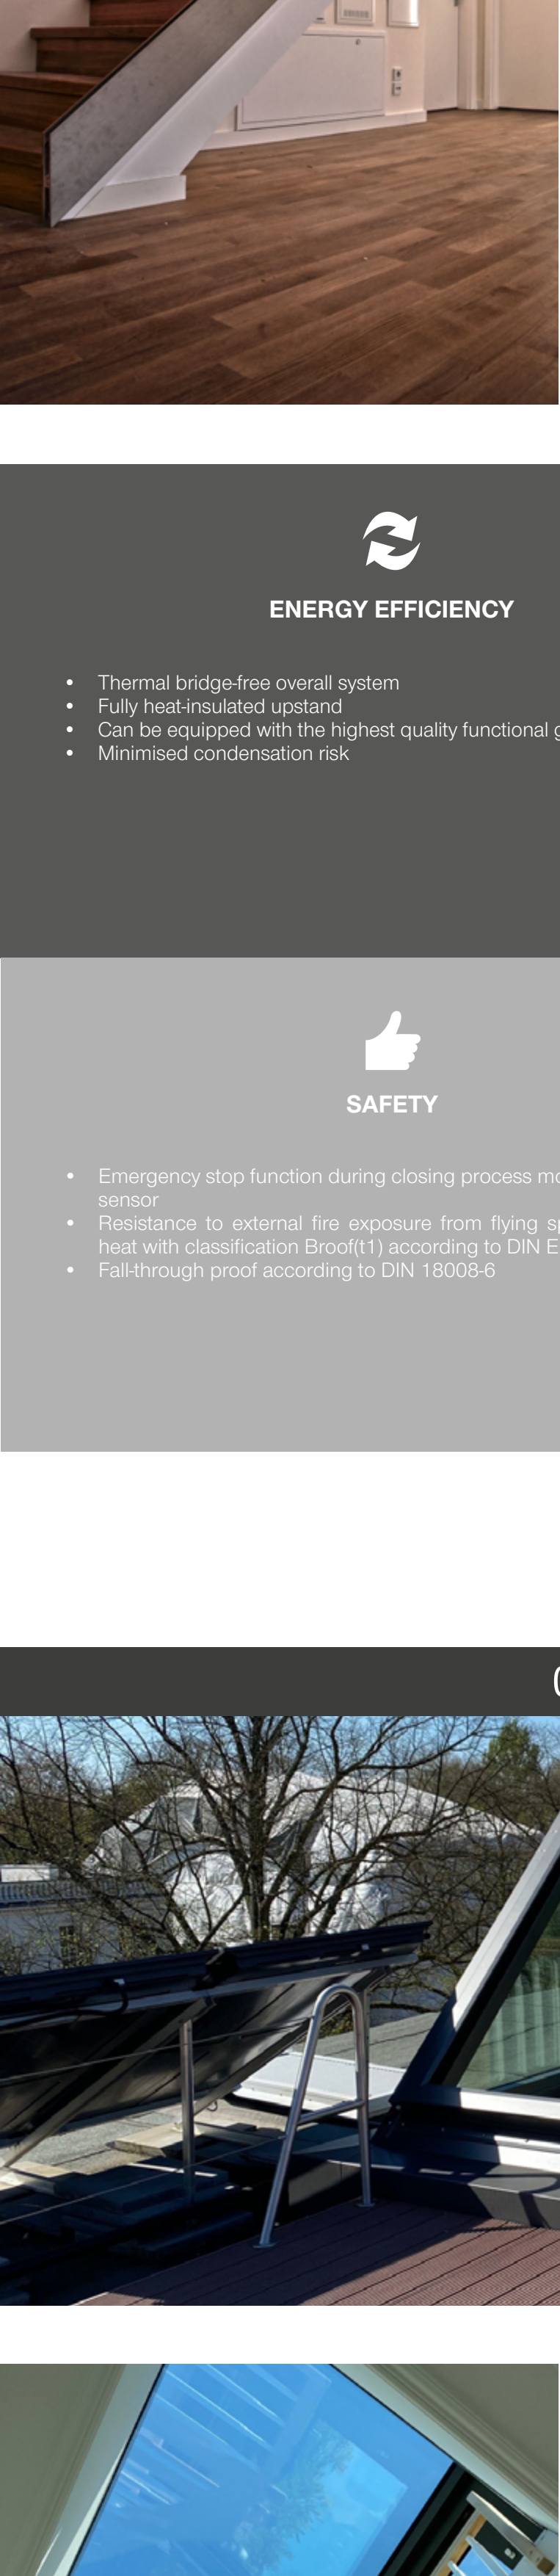 ENERGY EFFICIENCY
• Thermal bridge-free overall system
• Fully heat-insulated upstand
• Can be equipped with the highest quality functional
• Minimised condensation risk
SAFETY
• Emergency stop function during closing process
sensor
• Resistance to external fire exposure from flying
heat with classification Broof(t1) according to DIN
• Fall-through proof according to DIN 18008-6